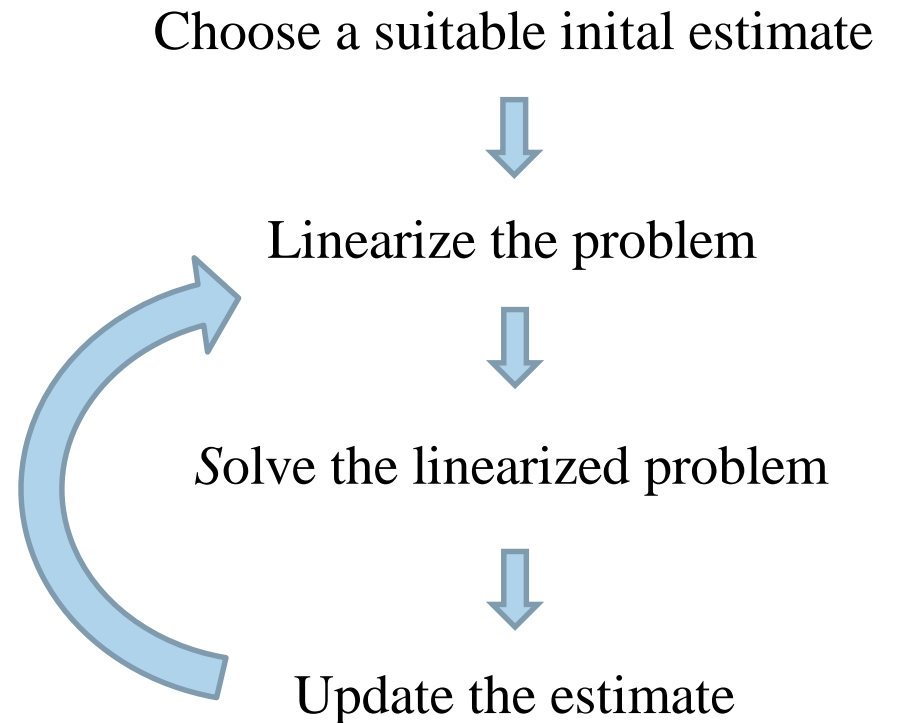 Choose a suitable inital estimate
Linearize the problem
Solve the linearized problem
Update the estimate